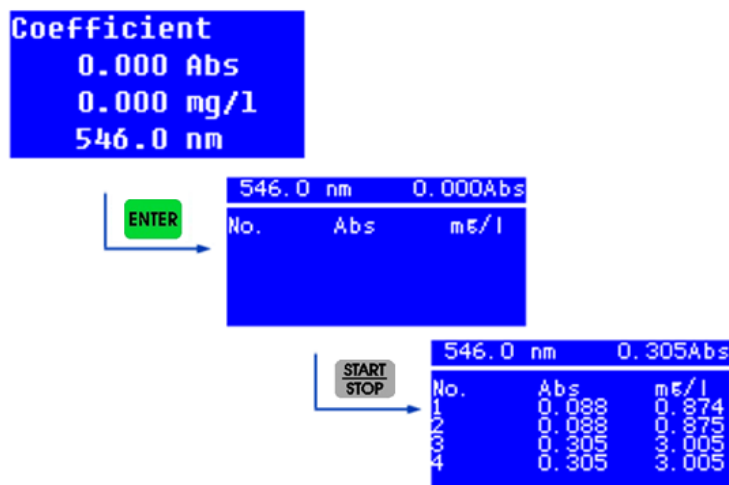 Coefficient
0.000 Abs
0.000 mg/l
546.0 nm
ENTER
546.0 nm 0.000Abs
No. Abs mg/l
START
STOP
546.0 nm 0.305Abs
No. Abs mg/l
1 0.088 0.874
2 0.088 0.875
3 0.305 3.005
4 0.305 3.005